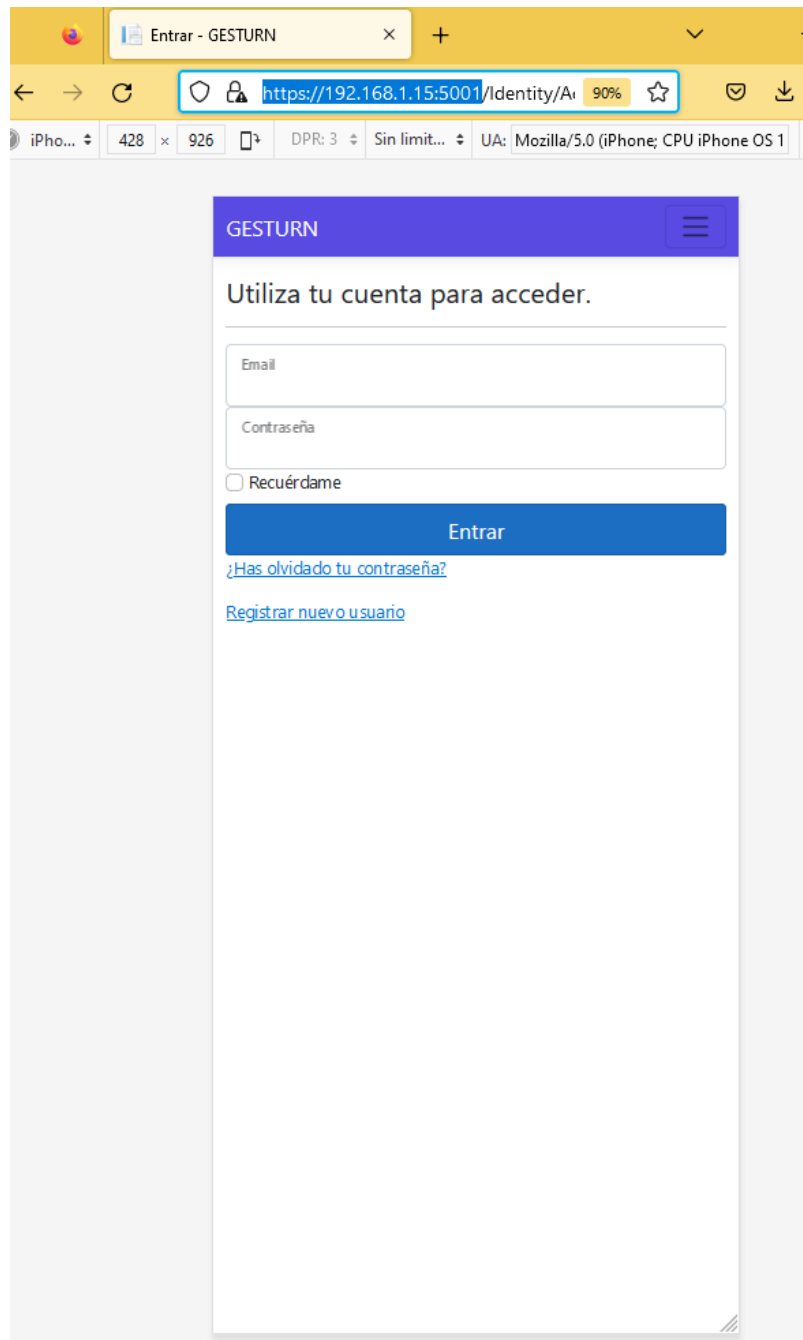 Entrar - GESTURN
https://192.168.1.15:5001/Identity/A 90%
iPho... 428 × 926 DPR: 3 Sin limit... UA: Mozilla/5.0 (iPhone; CPU iPhone OS 1
GESTURN
Utiliza tu cuenta para acceder.
Email
Contraseña
Recuérdame
Entrar
¿Has olvidado tu contraseña?
Registrar nuevo usuario